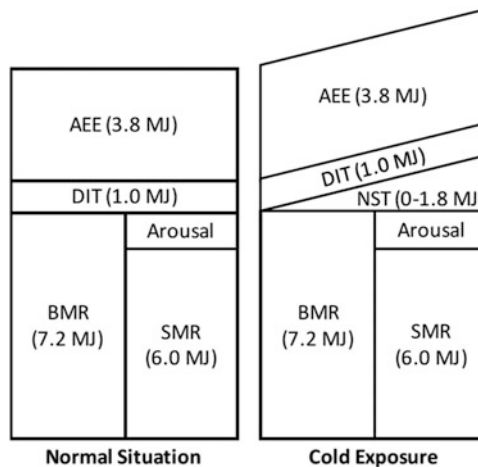 AEE (3.8 MJ)
DIT (1.0 MJ)
Arousal
BMR
(7.2 MJ)
SMR
(6.0 MJ)
Normal Situation
AEE (3.8 MJ)
DIT (1.0 MJ)
NST (0-1.8 MJ
Arousal
BMR
(7.2 MJ)
SMR
(6.0 MJ)
Cold Exposure